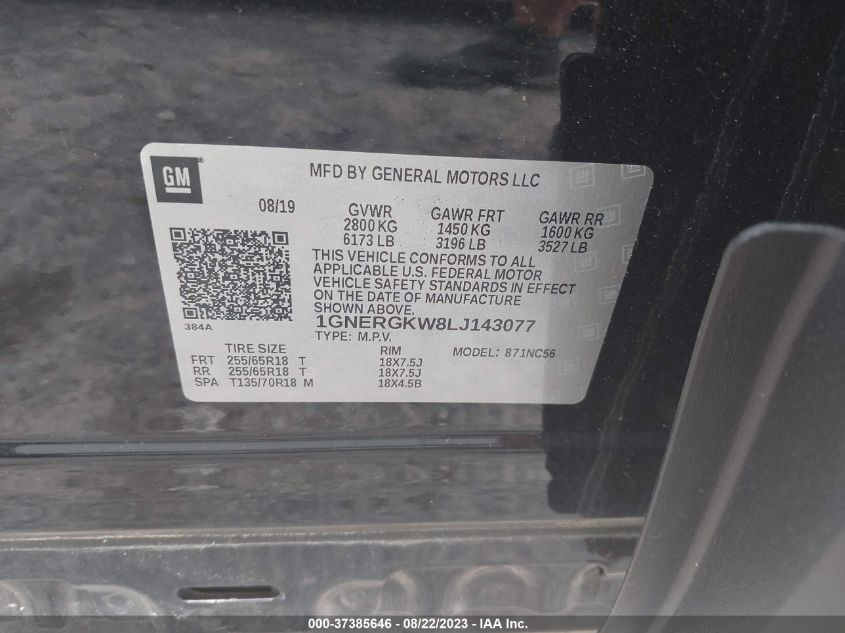 GM
MFD BY GENERAL MOTORS LLC
08/19
GVWR GAWR FRT GAWR RR
2800 KG 1450 KG 1600 KG
6173 LB 3196 LB 3527 LB
THIS VEHICLE CONFORMS TO ALL
APPLICABLE U.S. FEDERAL MOTOR
VEHICLE SAFETY STANDARDS IN EFFECT
ON THE DATE OF MANUFACTURE
SHOWN ABOVE.
384A
1GNERGKW8LJ143077
TYPE: M.P.V.
TIRE SIZE RIM MODEL: 871NC56
FRT 255/65R18 T 18X7.5J
RR 255/65R18 T 18X7.5J
SPA T135/70R18 M 18X4.5B
000-37385646 - 08/22/2023 - IAA Inc.